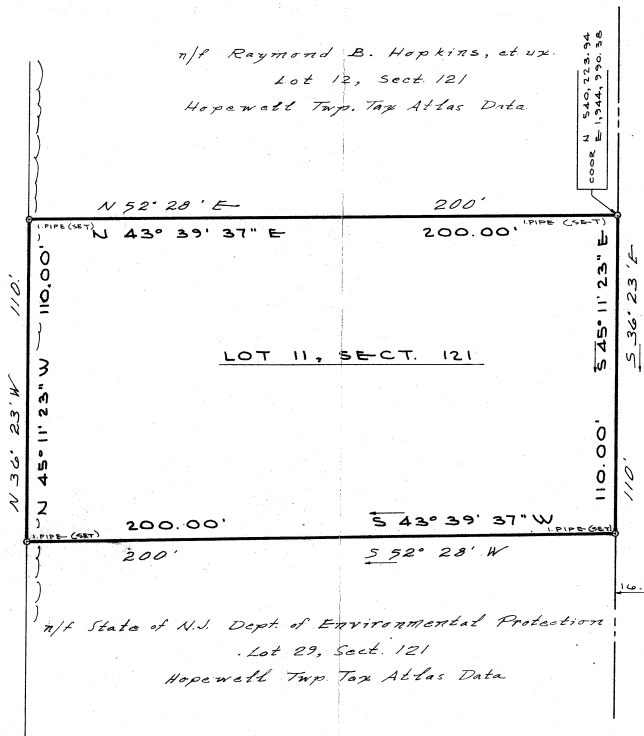 n/f Raymond B. Hopkins, et ux.
Lot 12, Sect. 121
Hopewell Twp. Tax Atlas Data
COOR N 540,223.94
E 1,944,990.38
N 52° 28' E 200'
I.PIPE (SET) I.PIPE (SET)
N 43° 39' 37" E 200.00'
N 36° 23' W 110'
N 45° 11' 23" W 110.00'
LOT 11, SECT. 121
S 45° 11' 23" E 110.00'
S 36° 23' E 110'
200.00' S 43° 39' 37" W
I.PIPE (SET) I.PIPE (SET)
200' S 52° 28' W
16.
n/f State of N.J. Dept. of Environmental Protection
Lot 29, Sect. 121
Hopewell Twp. Tax Atlas Data